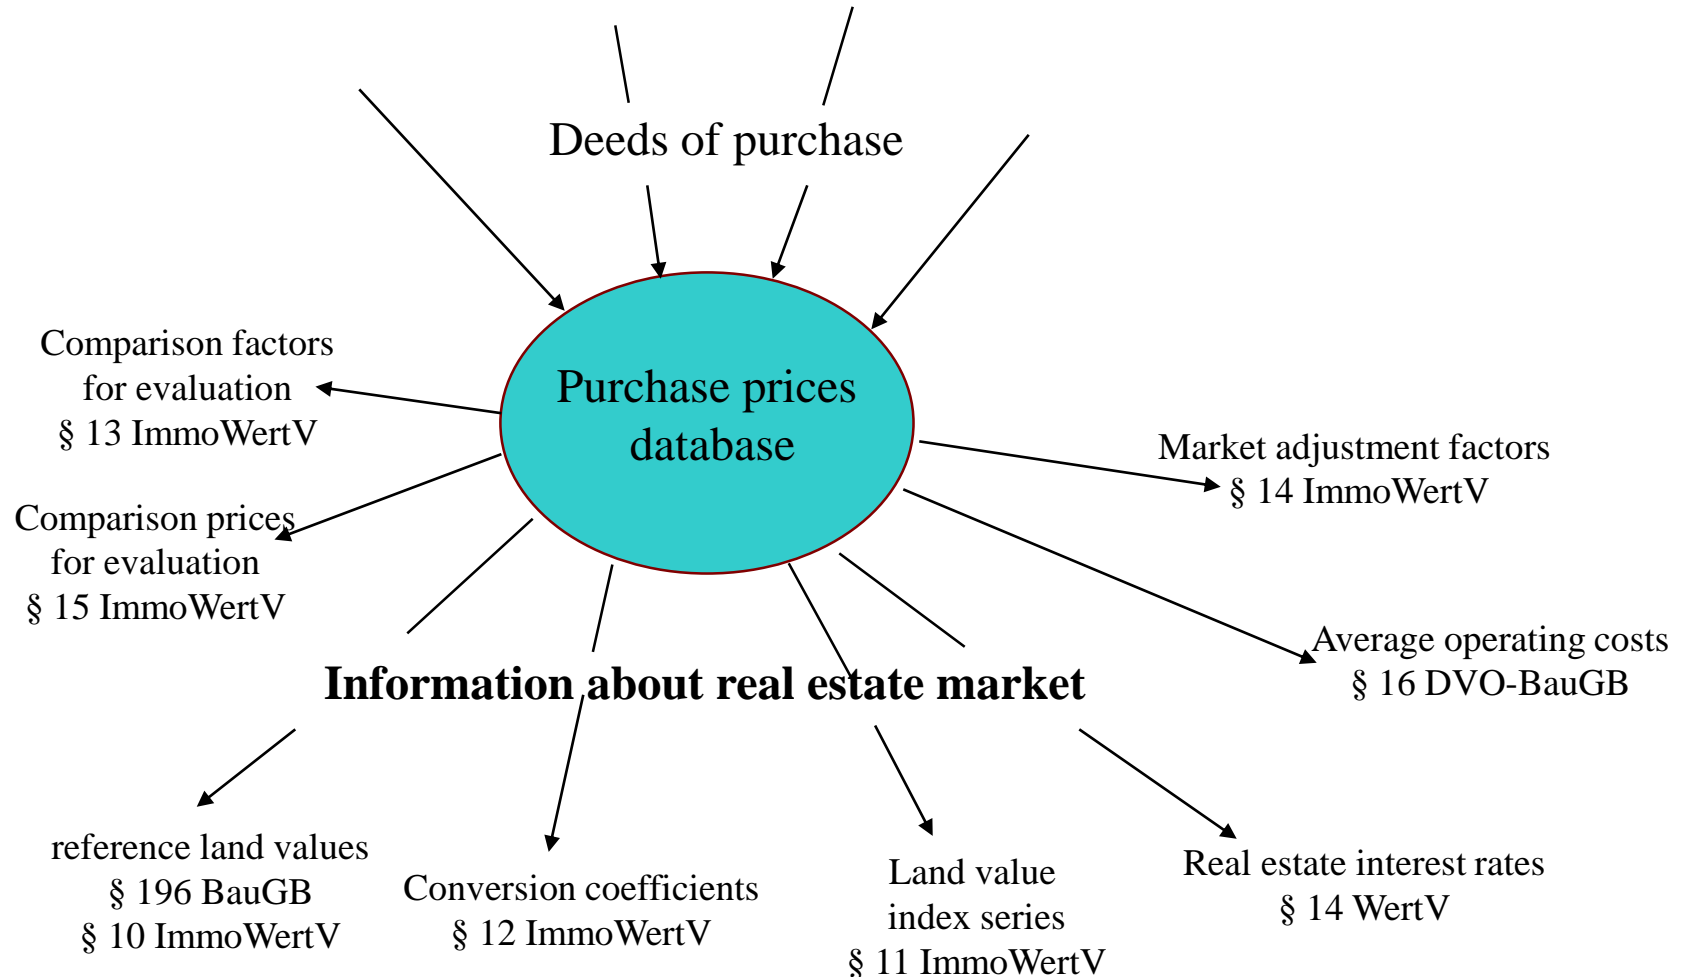 Deeds of purchase
Purchase prices
database
Comparison factors
for evaluation
§ 13 ImmoWertV
Comparison prices
for evaluation
§ 15 ImmoWertV
Market adjustment factors
§ 14 ImmoWertV
Average operating costs
§ 16 DVO-BauGB
Information about real estate market
reference land values
§ 196 BauGB
§ 10 ImmoWertV
Conversion coefficients
§ 12 ImmoWertV
Land value
index series
§ 11 ImmoWertV
Real estate interest rates
§ 14 WertV